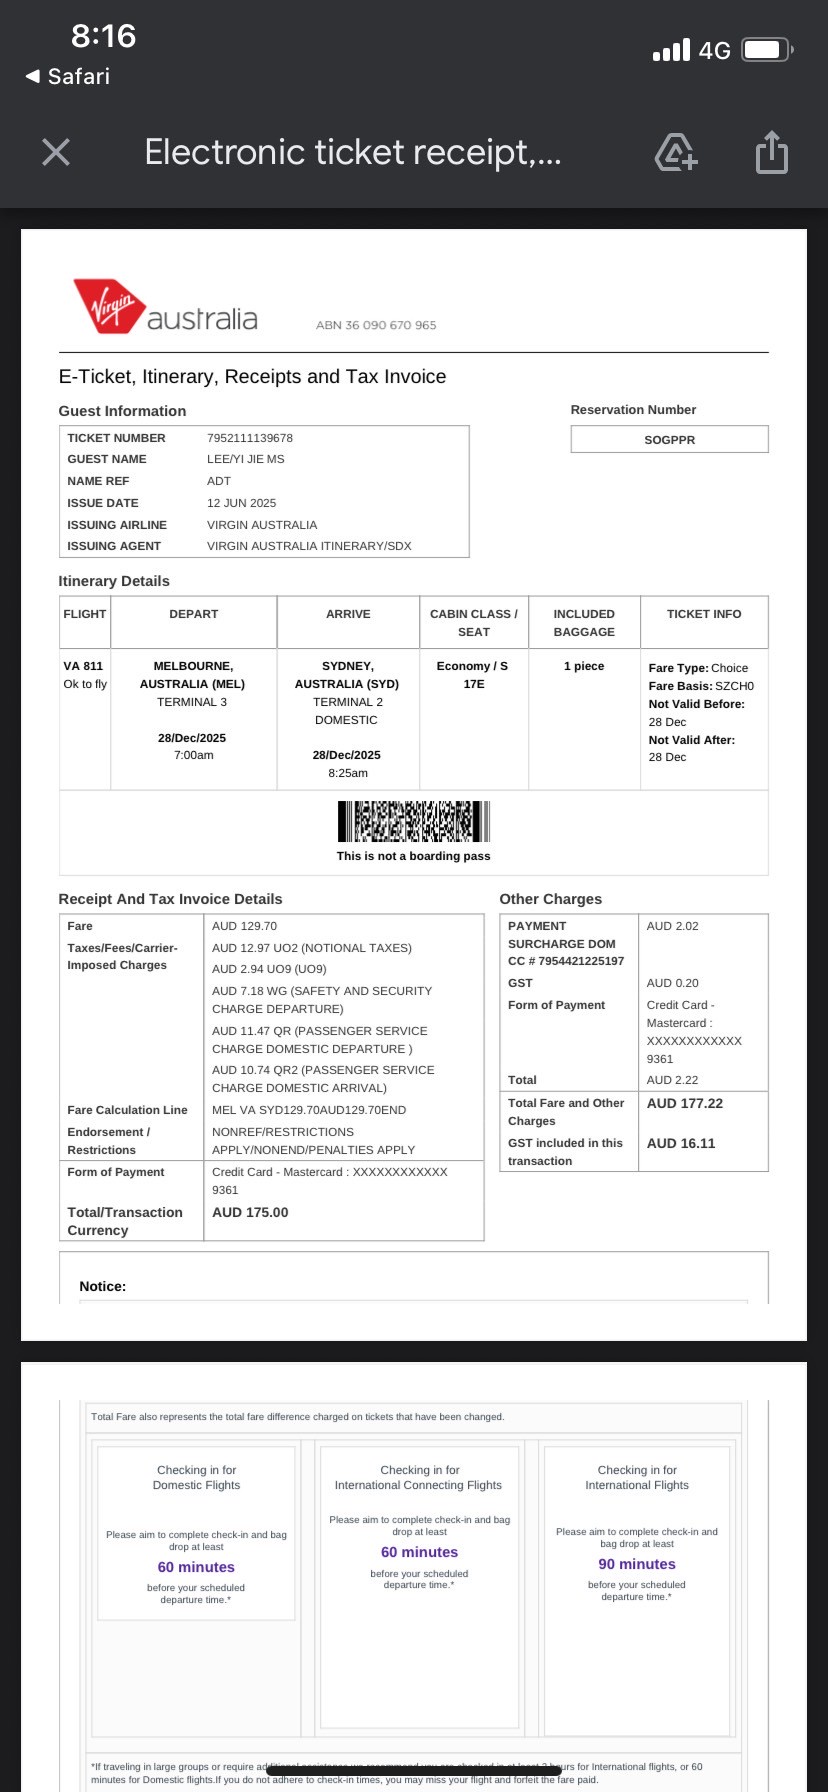 8:16
4G
Safari
Electronic ticket receipt,...
Virgin australia
ABN 36 090 670 965
E-Ticket, Itinerary, Receipts and Tax Invoice
Guest Information
Reservation Number
TICKET NUMBER 7952111139678
SOGPPR
GUEST NAME LEE/YI JIE MS
NAME REF ADT
ISSUE DATE 12 JUN 2025
ISSUING AIRLINE VIRGIN AUSTRALIA
ISSUING AGENT VIRGIN AUSTRALIA ITINERARY/SDX
Itinerary Details
FLIGHT
DEPART
ARRIVE
CABIN CLASS /
SEAT
INCLUDED
BAGGAGE
TICKET INFO
VA 811
Ok to fly
MELBOURNE,
AUSTRALIA (MEL)
TERMINAL 3
28/Dec/2025
7:00am
SYDNEY,
AUSTRALIA (SYD)
TERMINAL 2
DOMESTIC
28/Dec/2025
8:25am
Economy / S
17E
1 piece
Fare Type: Choice
Fare Basis: SZCH0
Not Valid Before:
28 Dec
Not Valid After:
28 Dec
This is not a boarding pass
Receipt And Tax Invoice Details
Fare AUD 129.70
Taxes/Fees/Carrier-
Imposed Charges
AUD 12.97 UO2 (NOTIONAL TAXES)
AUD 2.94 UO9 (UO9)
AUD 7.18 WG (SAFETY AND SECURITY
CHARGE DEPARTURE)
AUD 11.47 QR (PASSENGER SERVICE
CHARGE DOMESTIC DEPARTURE )
AUD 10.74 QR2 (PASSENGER SERVICE
CHARGE DOMESTIC ARRIVAL)
Fare Calculation Line MEL VA SYD129.70AUD129.70END
Endorsement /
Restrictions
NONREF/RESTRICTIONS
APPLY/NONEND/PENALTIES APPLY
Form of Payment
Credit Card - Mastercard : XXXXXXXXXXXX
9361
Total/Transaction
Currency
AUD 175.00
Other Charges
PAYMENT
SURCHARGE DOM
CC # 7954421225197
AUD 2.02
GST AUD 0.20
Form of Payment
Credit Card -
Mastercard :
XXXXXXXXXXXX
9361
Total AUD 2.22
Total Fare and Other
Charges
AUD 177.22
GST included in this
transaction
AUD 16.11
Notice:
Total Fare also represents the total fare difference charged on tickets that have been changed.
Checking in for
Domestic Flights
Please aim to complete check-in and bag
drop at least
60 minutes
before your scheduled
departure time.*
Checking in for
International Connecting Flights
Please aim to complete check-in and bag
drop at least
60 minutes
before your scheduled
departure time.*
Checking in for
International Flights
Please aim to complete check-in and
bag drop at least
90 minutes
before your scheduled
departure time.*
*If traveling in large groups or require for International flights, or 60
minutes for Domestic flights.If you do not adhere to check-in times, you may miss your flight and forfeit the fare paid.